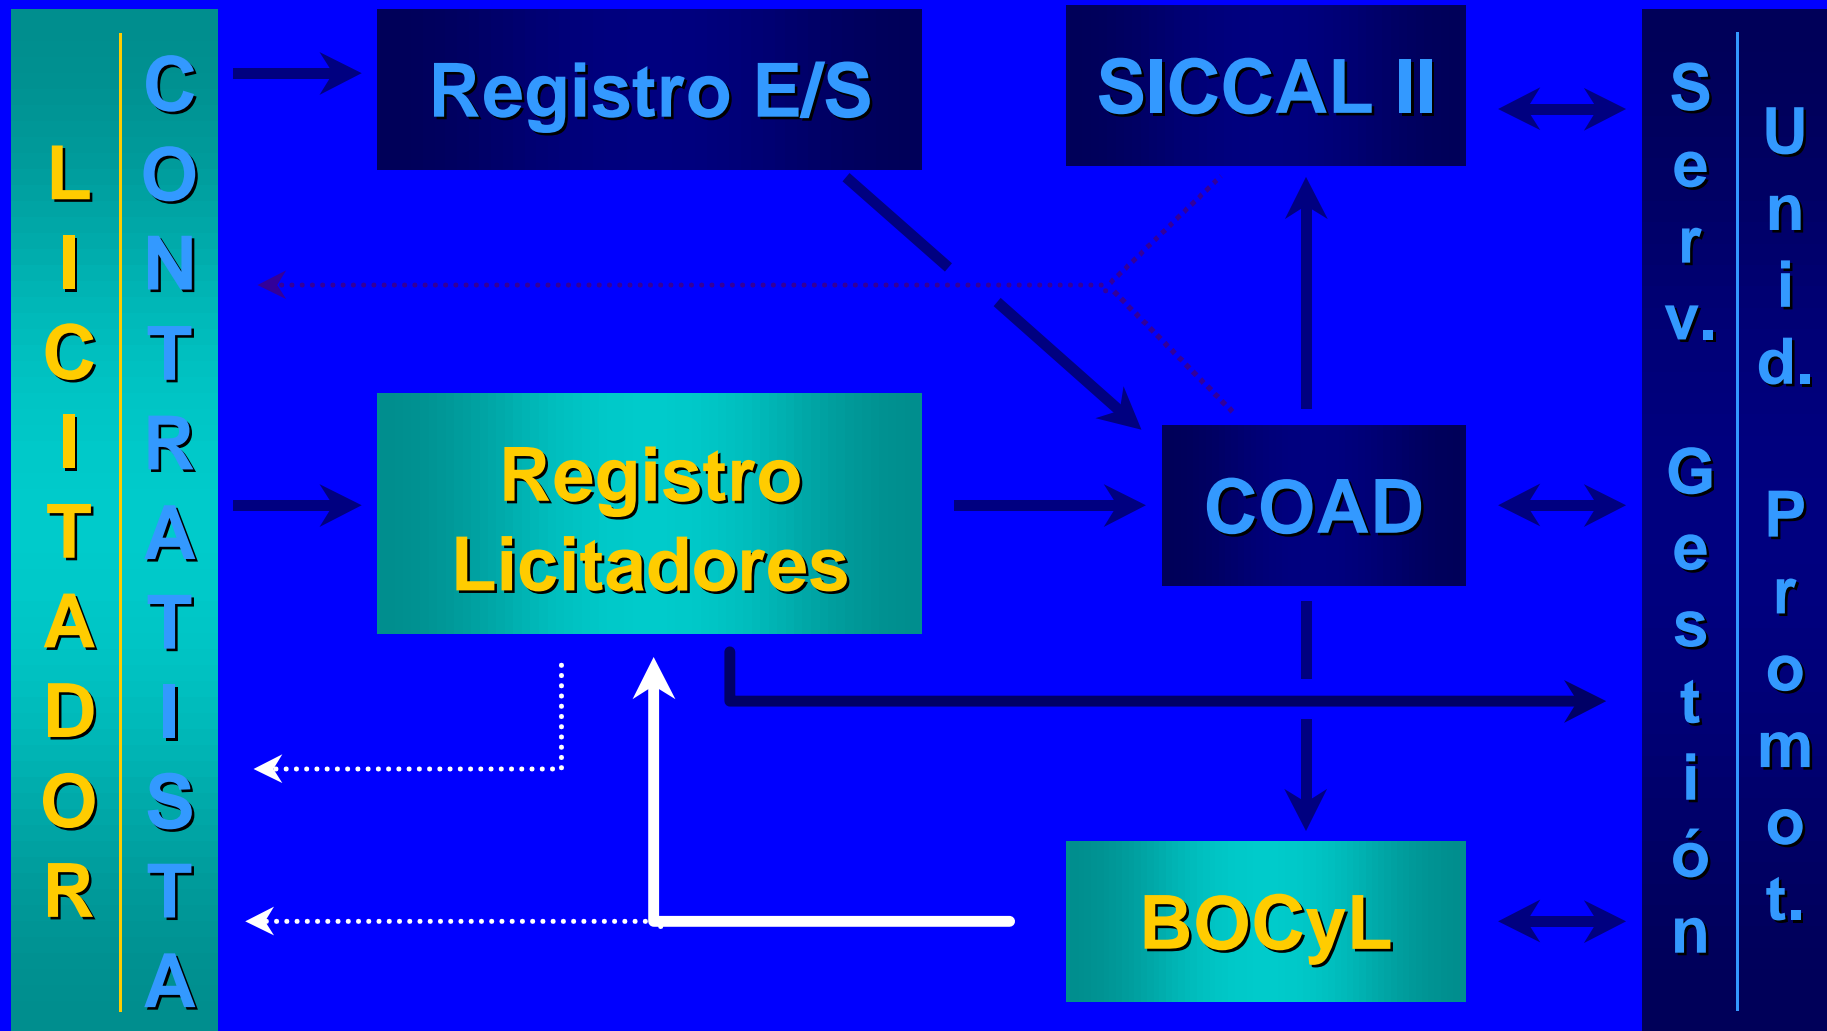 LICITADOR
CONTRATISTA
Registro E/S
SICCAL II
Registro
Licitadores
COAD
BOCyL
Serv. Gestión
Unid. Promot.